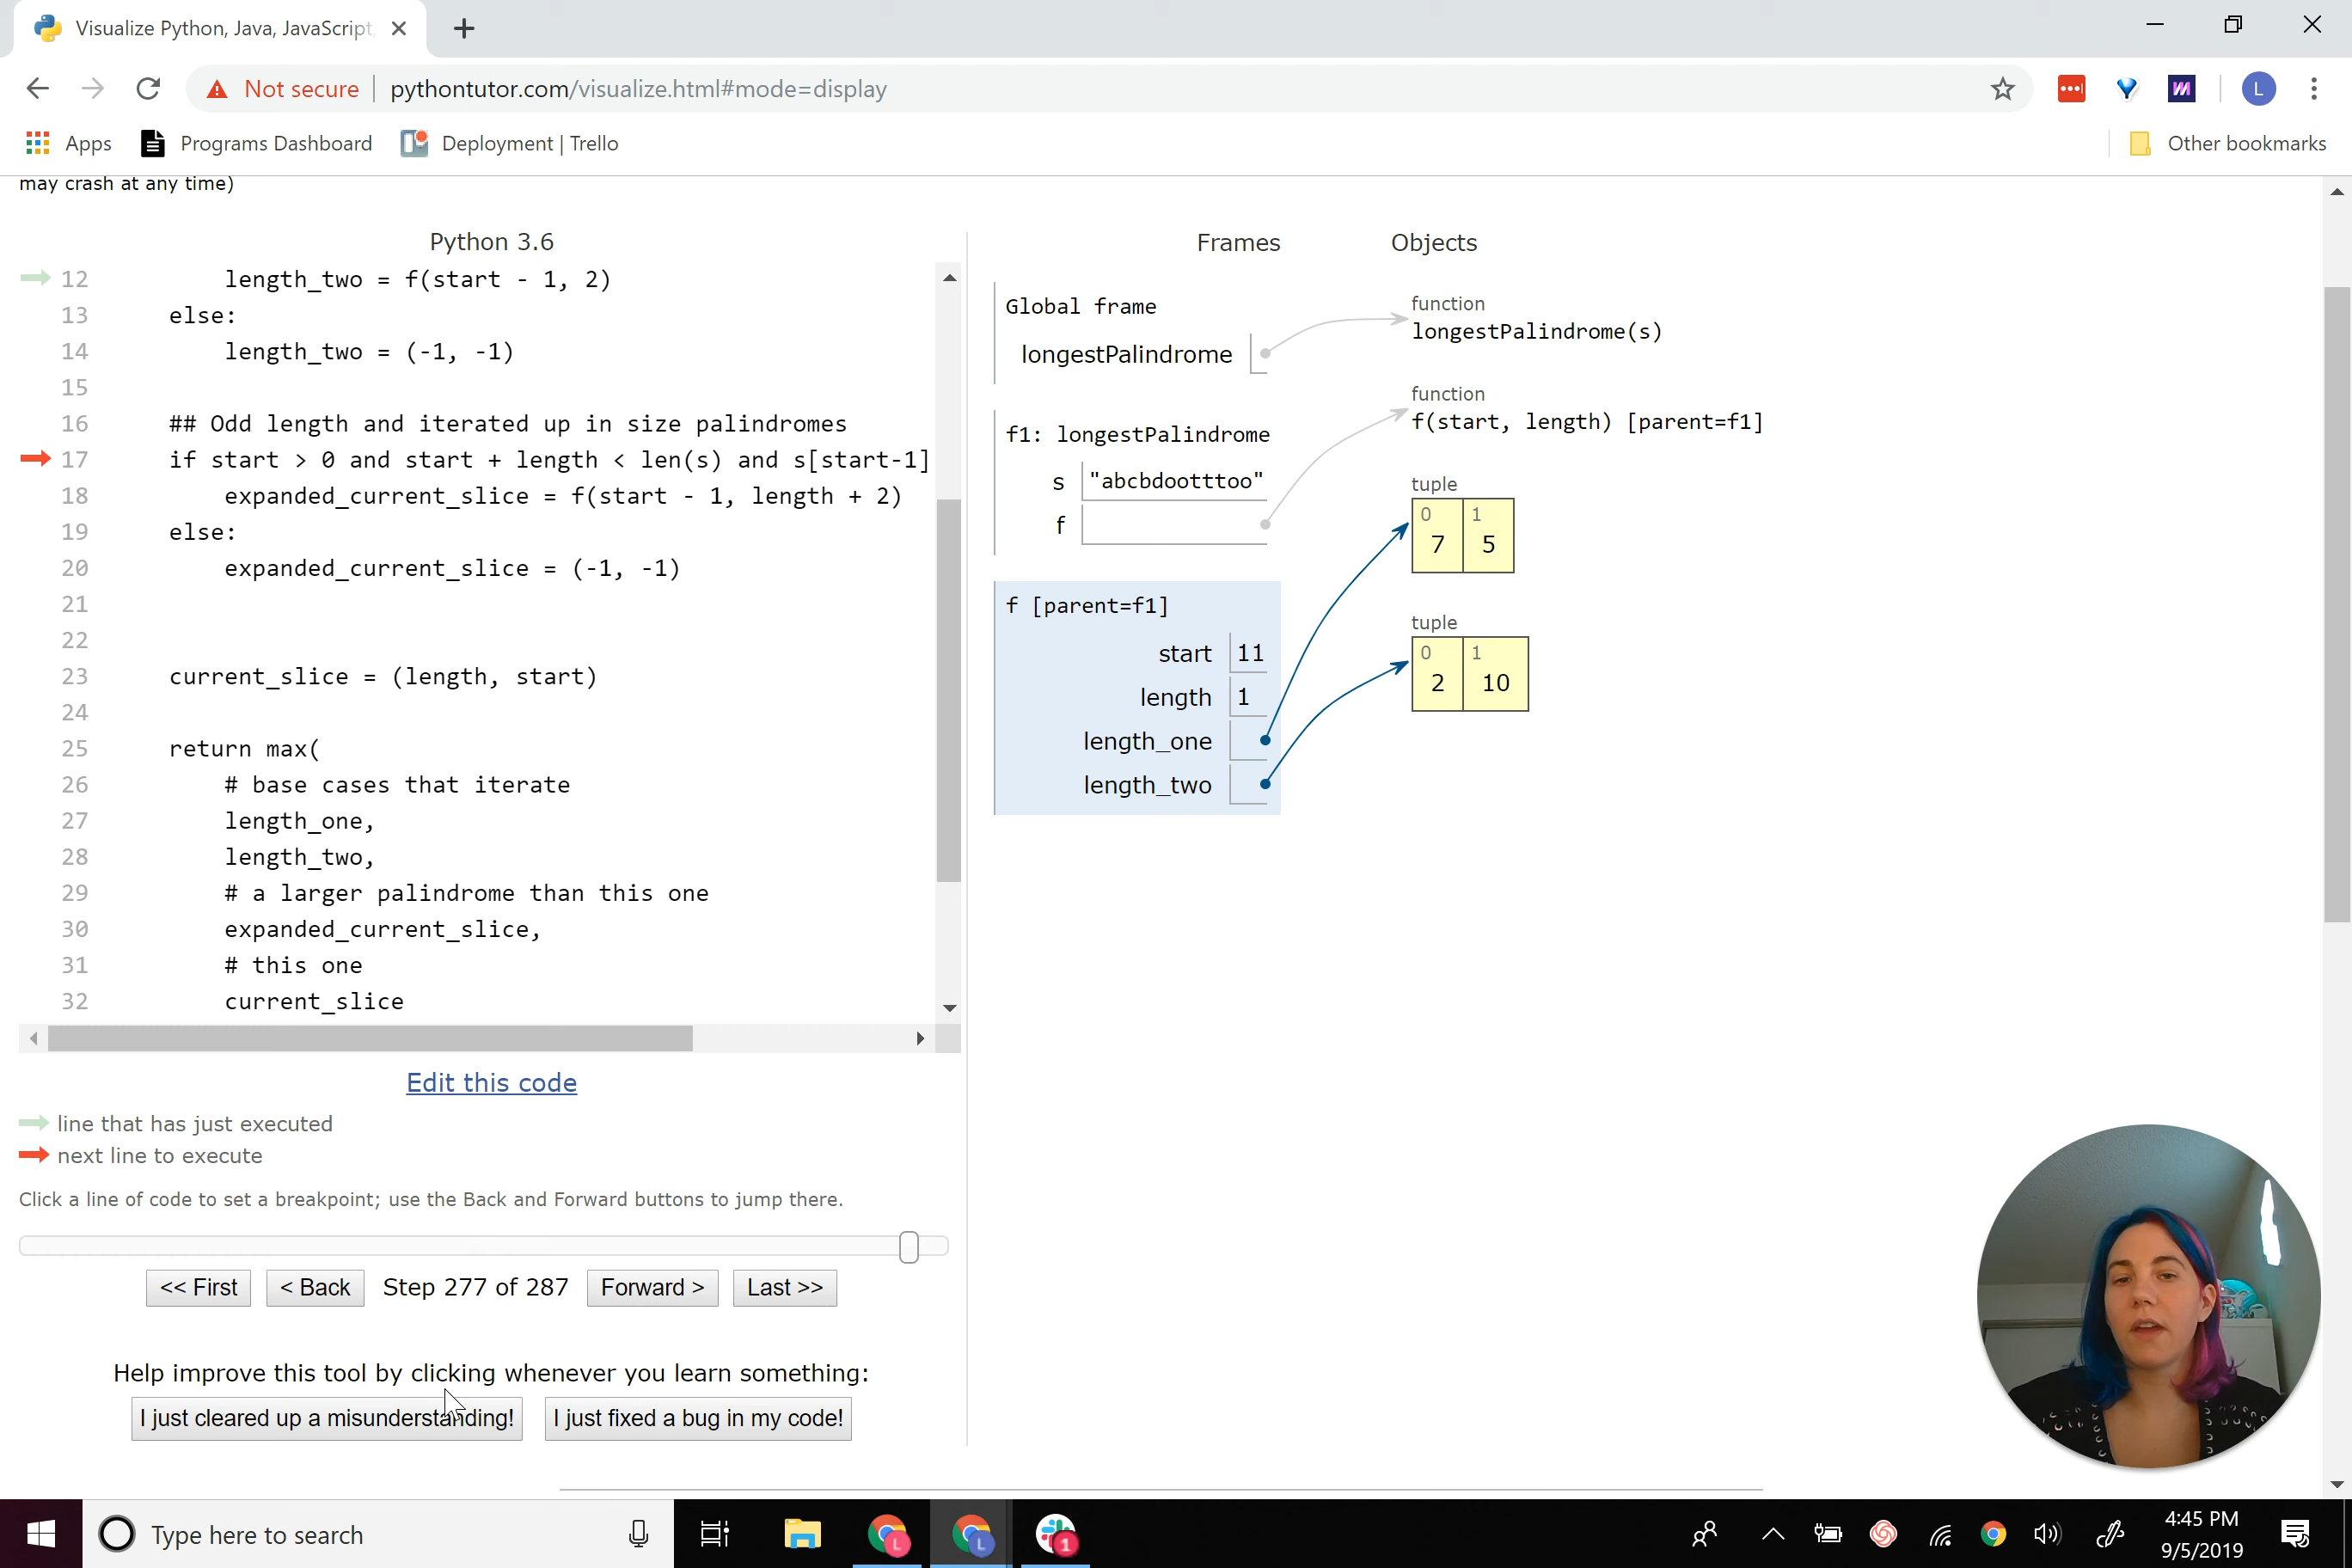 Visualize Python, Java, JavaScript,
Not secure
pythontutor.com/visualize.html#mode=display
L
Apps
Programs Dashboard
Deployment | Trello
Other bookmarks
may crash at any time)
Python 3.6
12 length_two = f(start - 1, 2)
13 else:
14 length_two = (-1, -1)
15
16 ## Odd length and iterated up in size palindromes
17 if start > 0 and start + length < len(s) and s[start-1]
18 expanded_current_slice = f(start - 1, length + 2)
19 else:
20 expanded_current_slice = (-1, -1)
21
22
23 current_slice = (length, start)
24
25 return max(
26 # base cases that iterate
27 length_one,
28 length_two,
29 # a larger palindrome than this one
30 expanded_current_slice,
31 # this one
32 current_slice
Edit this code
line that has just executed
next line to execute
Click a line of code to set a breakpoint; use the Back and Forward buttons to jump there.
<< First
< Back
Step 277 of 287
Forward >
Last >>
Help improve this tool by clicking whenever you learn something:
I just cleared up a misunderstanding!
I just fixed a bug in my code!
Frames
Objects
Global frame
longestPalindrome
function
longestPalindrome(s)
function
f(start, length) [parent=f1]
f1: longestPalindrome
s "abcbdootttoo"
f
tuple
0 1
7 5
tuple
0 1
2 10
f [parent=f1]
start 11
length 1
length_one
length_two
Type here to search
L
L
1
4:45 PM
9/5/2019